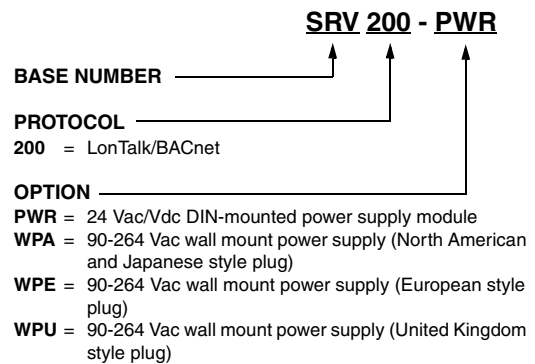 SRV 200 - PWR
BASE NUMBER
PROTOCOL
200 = LonTalk/BACnet
OPTION
PWR = 24 Vac/Vdc DIN-mounted power supply module
WPA = 90-264 Vac wall mount power supply (North American
and Japanese style plug)
WPE = 90-264 Vac wall mount power supply (European style
plug)
WPU = 90-264 Vac wall mount power supply (United Kingdom
style plug)